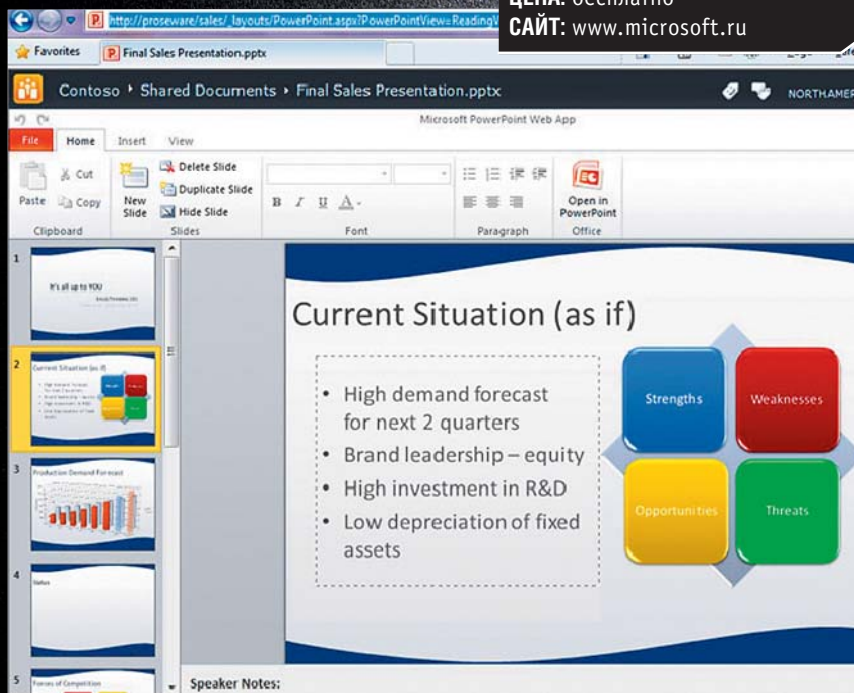 ЦЕНА: бесплатно
САЙТ: www.microsoft.ru
http://proseware/sales/_layouts/PowerPoint.aspx?PowerPointView=ReadingV
Favorites
Final Sales Presentation.pptx
Contoso ▸ Shared Documents ▸ Final Sales Presentation.pptx
NORTHAMER
Microsoft PowerPoint Web App
File Home Insert View
Paste
Cut
Copy
Clipboard
New Slide
Delete Slide
Duplicate Slide
Hide Slide
Slides
B I U A
Font
Paragraph
Open in PowerPoint
Office
1
It's all up to YOU
2
Current Situation (as if)
3
Production Demand Forecast
4
5
Forces of Competition
Current Situation (as if)
• High demand forecast
for next 2 quarters
• Brand leadership – equity
• High investment in R&D
• Low depreciation of fixed
assets
Strengths
Weaknesses
Opportunities
Threats
Speaker Notes: